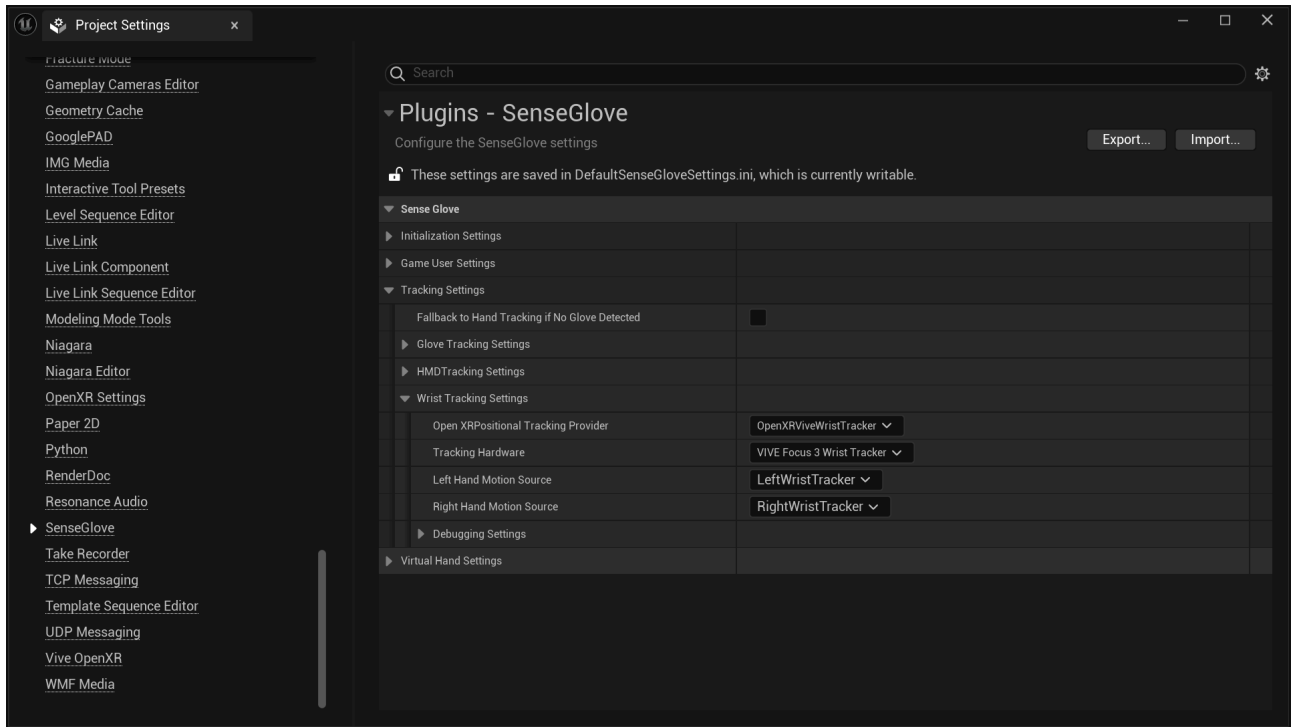 Project Settings
Fracture Mode
Gameplay Cameras Editor
Geometry Cache
GooglePAD
IMG Media
Interactive Tool Presets
Level Sequence Editor
Live Link
Live Link Component
Live Link Sequence Editor
Modeling Mode Tools
Niagara
Niagara Editor
OpenXR Settings
Paper 2D
Python
RenderDoc
Resonance Audio
SenseGlove
Take Recorder
TCP Messaging
Template Sequence Editor
UDP Messaging
Vive OpenXR
WMF Media
Search
Plugins - SenseGlove
Configure the SenseGlove settings
Export...
Import...
These settings are saved in DefaultSenseGloveSettings.ini, which is currently writable.
Sense Glove
Initialization Settings
Game User Settings
Tracking Settings
Fallback to Hand Tracking if No Glove Detected
Glove Tracking Settings
HMDTracking Settings
Wrist Tracking Settings
Open XRPositional Tracking Provider OpenXRViveWristTracker
Tracking Hardware VIVE Focus 3 Wrist Tracker
Left Hand Motion Source LeftWristTracker
Right Hand Motion Source RightWristTracker
Debugging Settings
Virtual Hand Settings